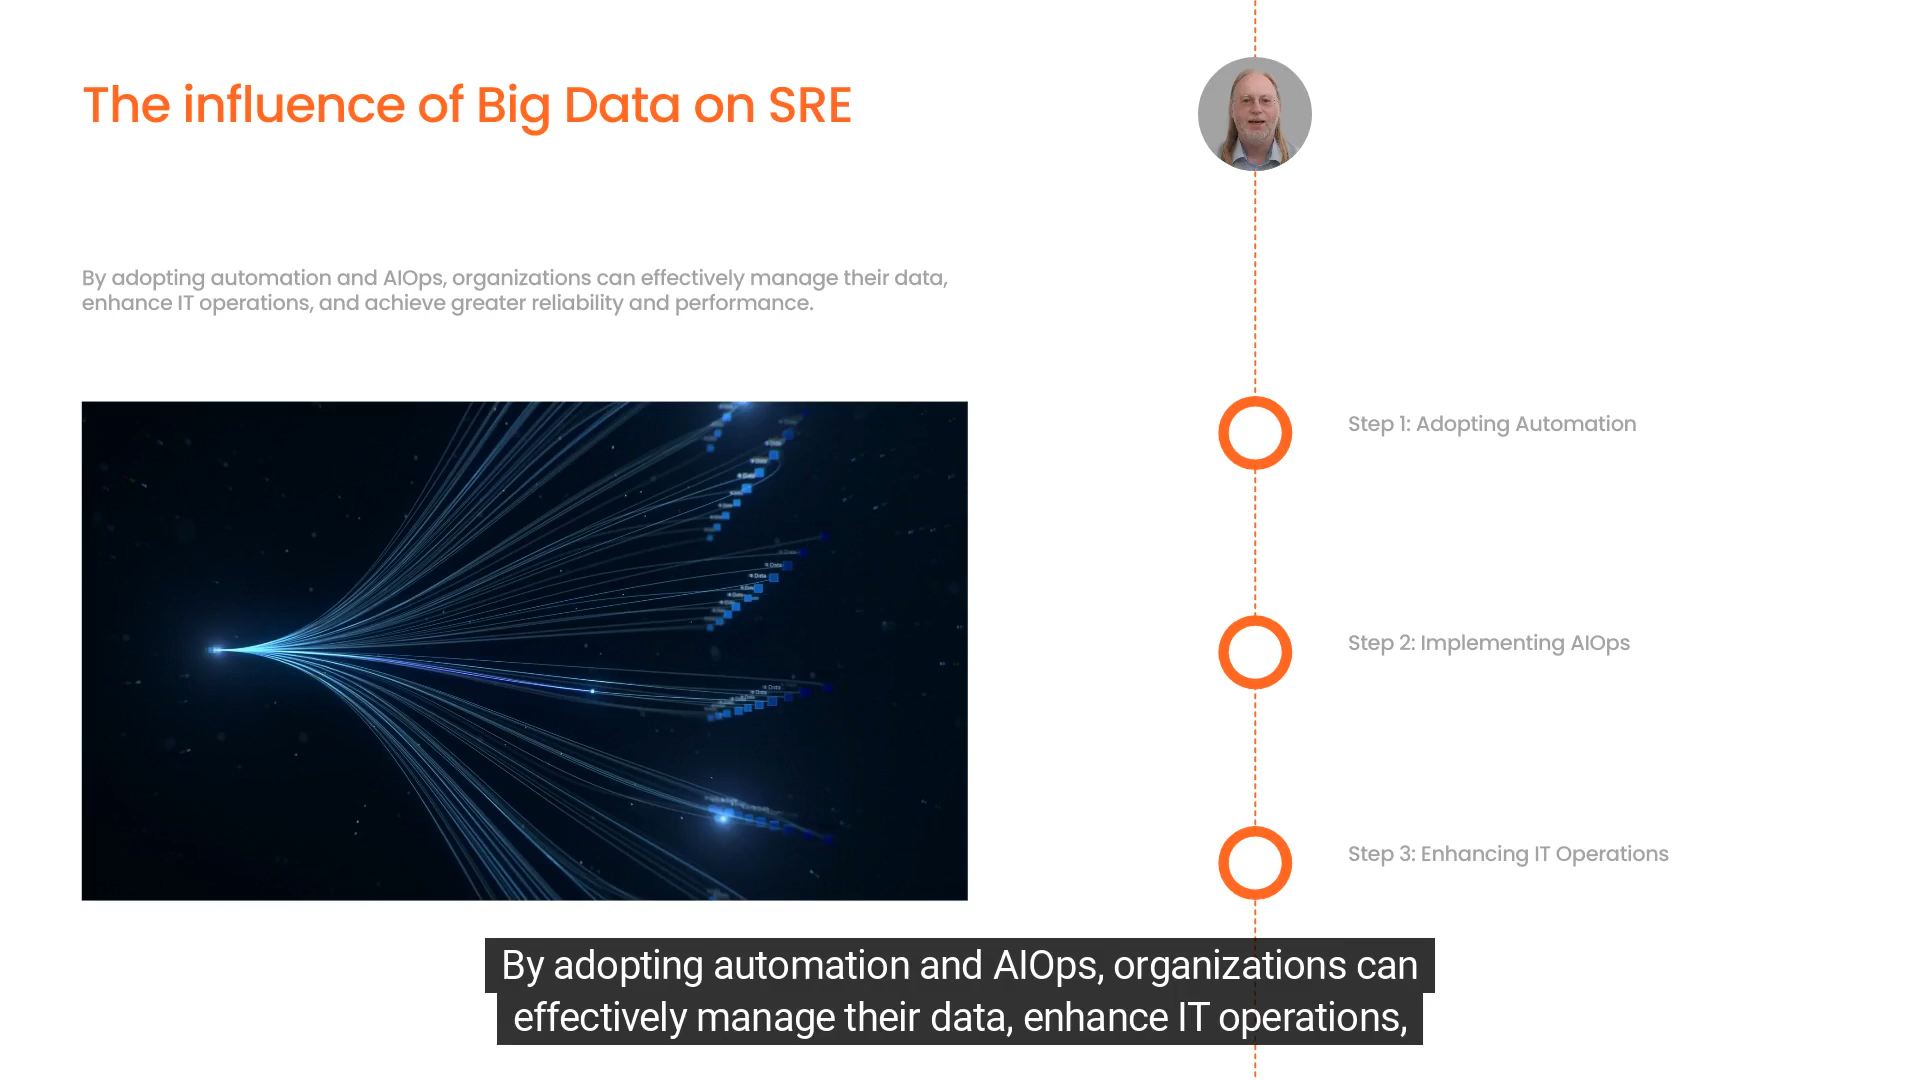 The influence of Big Data on SRE
By adopting automation and AIOps, organizations can effectively manage their data,
enhance IT operations, and achieve greater reliability and performance.
Step 1: Adopting Automation
Step 2: Implementing AIOps
Step 3: Enhancing IT Operations
By adopting automation and AIOps, organizations can
effectively manage their data, enhance IT operations,